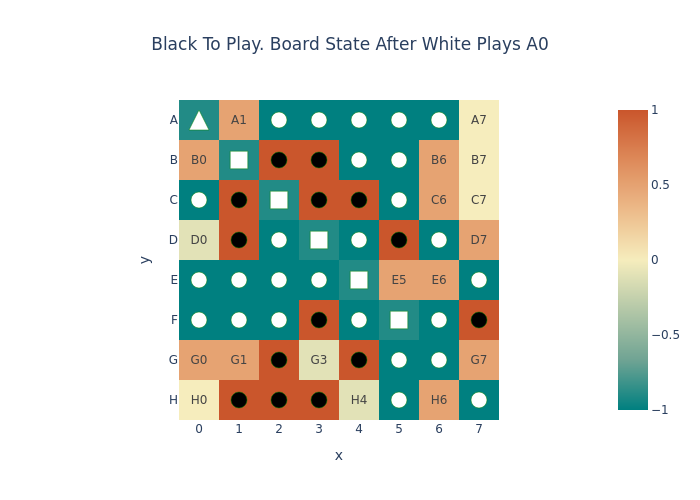 Black To Play. Board State After White Plays A0
A
A1
A7
B
B0
B6
B7
C
C6
C7
D
D0
D7
E
E5
E6
F
G
G0
G1
G3
G7
H
H0
H4
H6
0
1
2
3
4
5
6
7
x
y
1
0.5
0
−0.5
−1